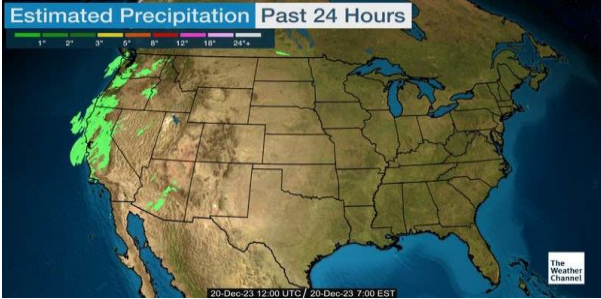 Estimated Precipitation Past 24 Hours
1" 2" 3" 5" 8" 12" 18" 24"+
The
Weather
Channel
20-Dec-23 12:00 UTC / 20-Dec-23 7:00 EST